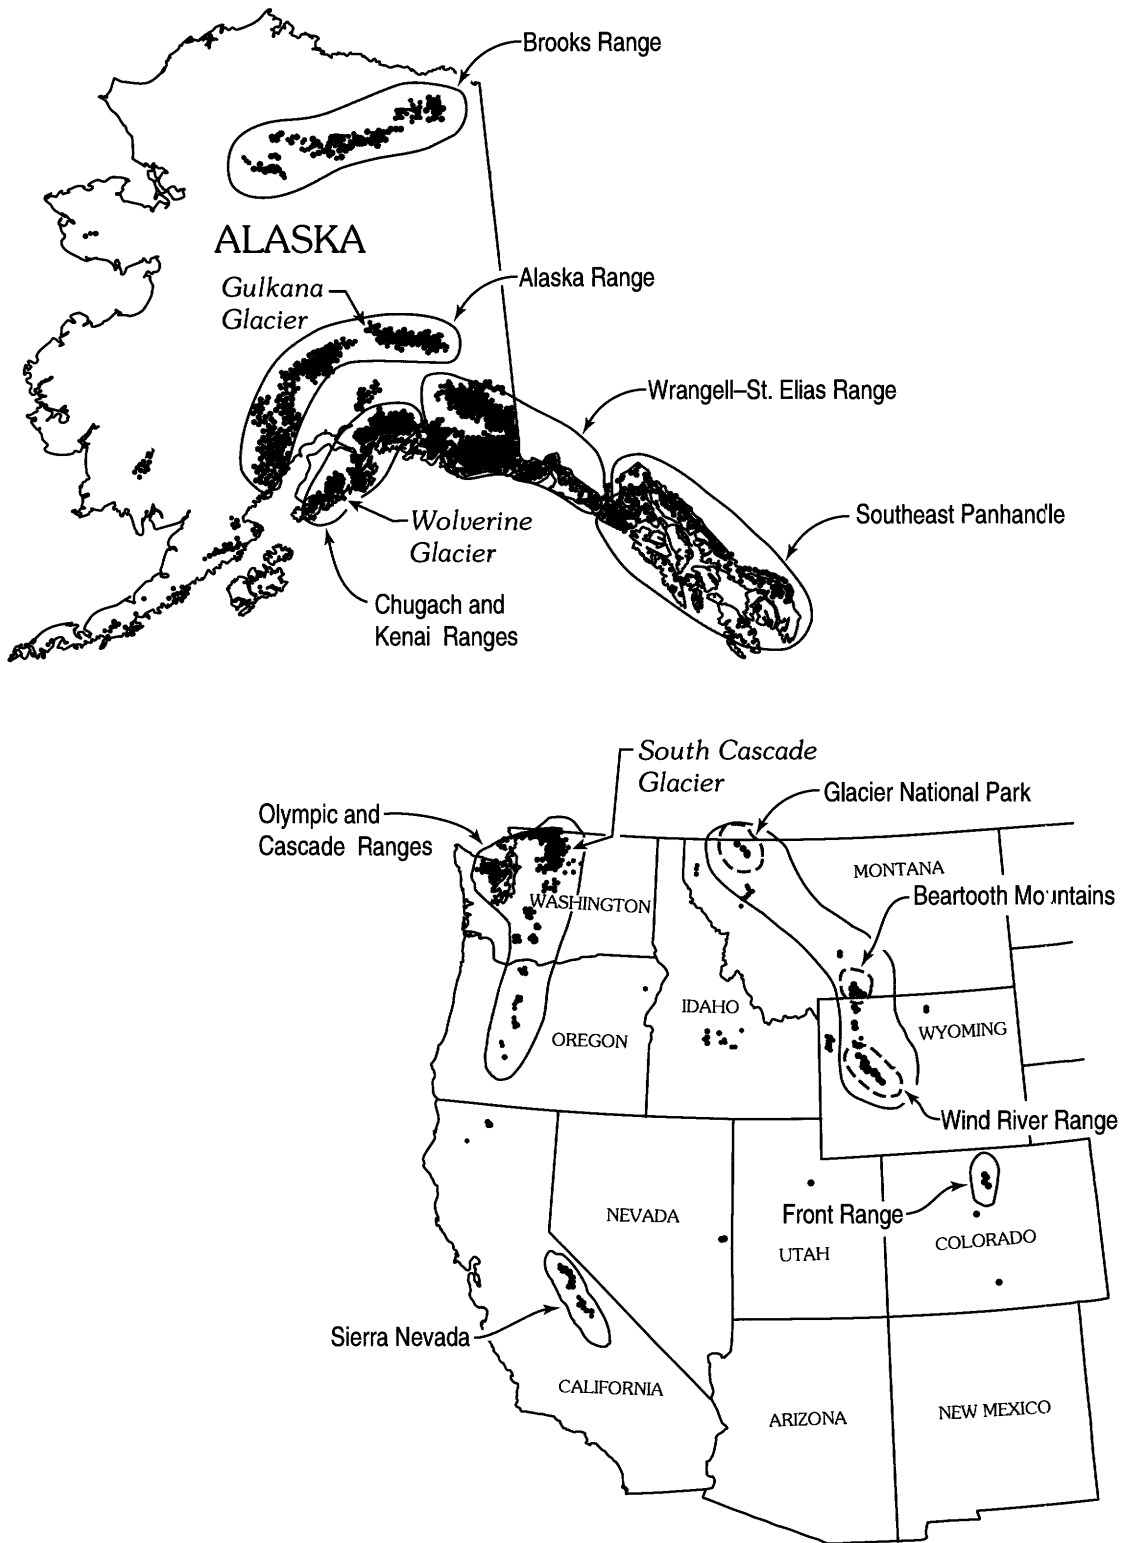 Brooks Range
ALASKA
Gulkana
Glacier
Alaska Range
Wrangell–St. Elias Range
Southeast Panhandle
Wolverine
Glacier
Chugach and
Kenai Ranges
South Cascade
Glacier
Glacier National Park
Olympic and
Cascade Ranges
MONTANA
Beartooth Mountains
WASHINGTON
IDAHO
WYOMING
OREGON
Wind River Range
Front Range
NEVADA
UTAH
COLORADO
Sierra Nevada
CALIFORNIA
ARIZONA
NEW MEXICO